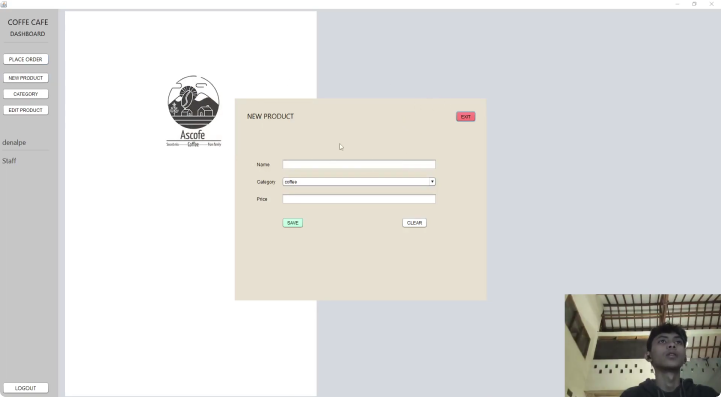 COFFE CAFE
DASHBOARD
PLACE ORDER
NEW PRODUCT
CATEGORY
EDIT PRODUCT
denalpe
Staff
LOGOUT
Ascofe
Coffee
NEW PRODUCT
EXIT
Name
Category
coffee
Price
SAVE
CLEAR